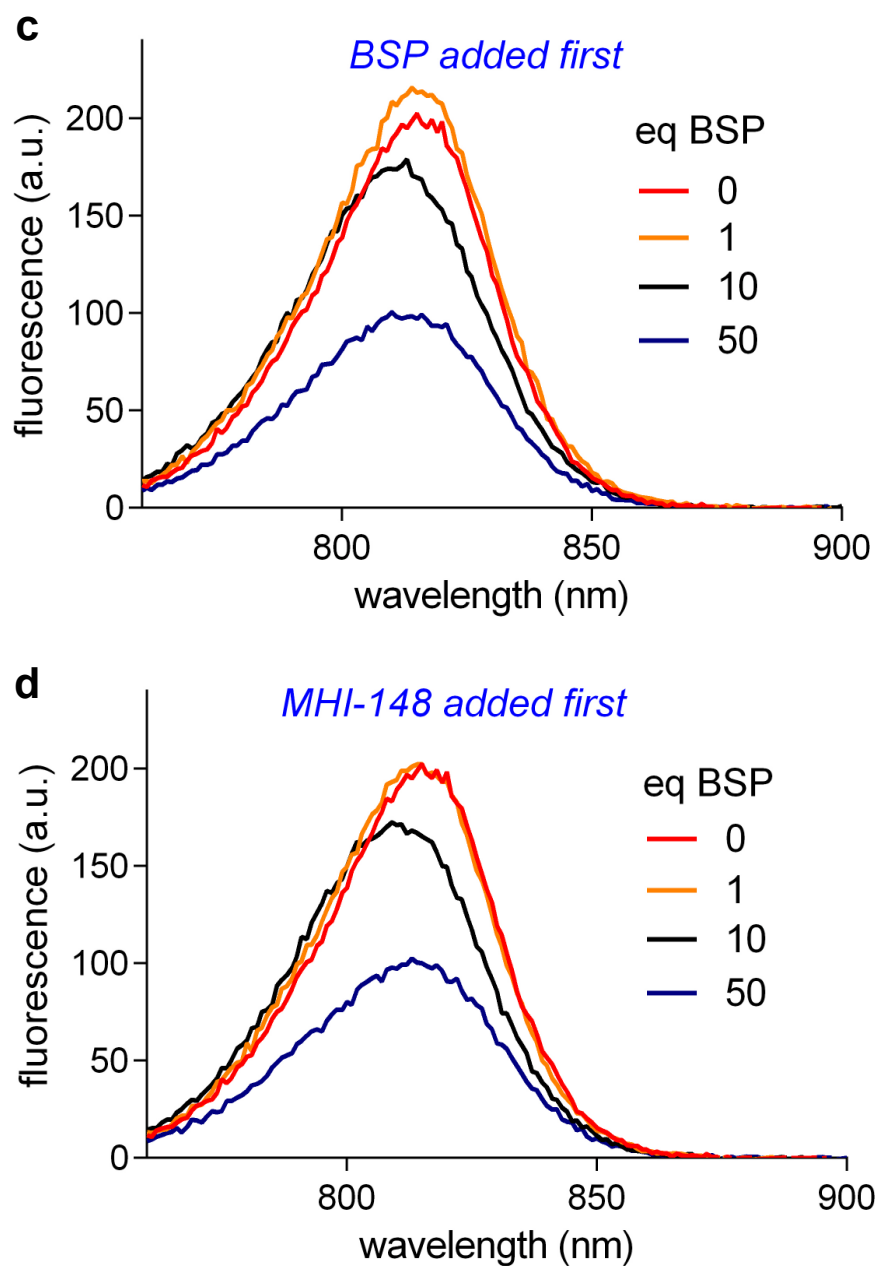 c
BSP added first
fluorescence (a.u.)
200
150
100
50
0
800
850
900
wavelength (nm)
eq BSP
0
1
10
50
d
MHI-148 added first
fluorescence (a.u.)
200
150
100
50
0
800
850
900
wavelength (nm)
eq BSP
0
1
10
50